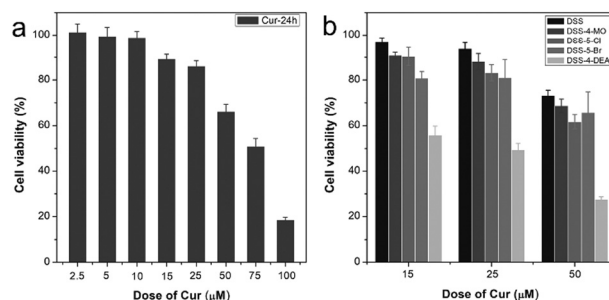 a
Cur-24h
Cell viability (%)
120
100
80
60
40
20
0
2.5 5 10 15 25 50 75 100
Dose of Cur (μM)
b
DSS
DSS-4-MO
DSS-5-Cl
DSS-5-Br
DSS-4-DEA
Cell viability (%)
120
100
80
60
40
20
0
15 25 50
Dose of Cur (μM)